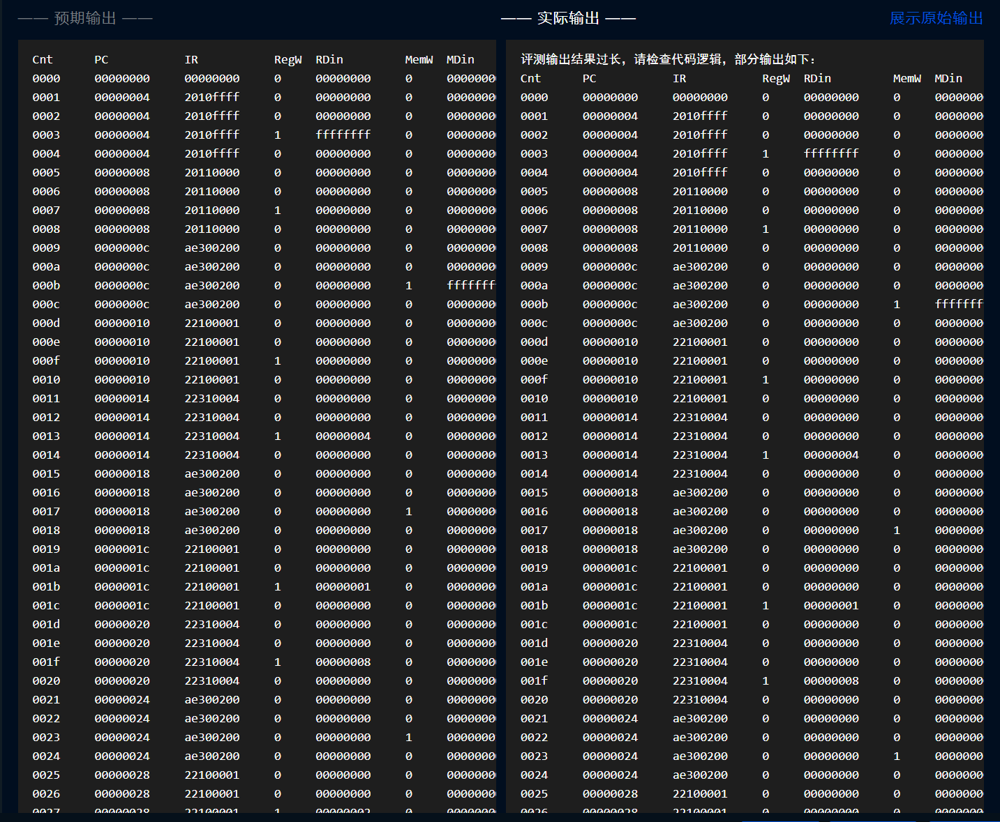 —— 预期输出 ——
Cnt PC IR RegW RDin MemW MDin
0000 00000000 00000000 0 00000000 0 0000000
0001 00000004 2010ffff 0 00000000 0 0000000
0002 00000004 2010ffff 0 00000000 0 0000000
0003 00000004 2010ffff 1 ffffffff 0 0000000
0004 00000004 2010ffff 0 00000000 0 0000000
0005 00000008 20110000 0 00000000 0 0000000
0006 00000008 20110000 0 00000000 0 0000000
0007 00000008 20110000 1 00000000 0 0000000
0008 00000008 20110000 0 00000000 0 0000000
0009 0000000c ae300200 0 00000000 0 0000000
000a 0000000c ae300200 0 00000000 0 0000000
000b 0000000c ae300200 0 00000000 1 fffffff
000c 0000000c ae300200 0 00000000 0 0000000
000d 00000010 22100001 0 00000000 0 0000000
000e 00000010 22100001 0 00000000 0 0000000
000f 00000010 22100001 1 00000000 0 0000000
0010 00000010 22100001 0 00000000 0 0000000
0011 00000014 22310004 0 00000000 0 0000000
0012 00000014 22310004 0 00000000 0 0000000
0013 00000014 22310004 1 00000004 0 0000000
0014 00000014 22310004 0 00000000 0 0000000
0015 00000018 ae300200 0 00000000 0 0000000
0016 00000018 ae300200 0 00000000 0 0000000
0017 00000018 ae300200 0 00000000 1 0000000
0018 00000018 ae300200 0 00000000 0 0000000
0019 0000001c 22100001 0 00000000 0 0000000
001a 0000001c 22100001 0 00000000 0 0000000
001b 0000001c 22100001 1 00000001 0 0000000
001c 0000001c 22100001 0 00000000 0 0000000
001d 00000020 22310004 0 00000000 0 0000000
001e 00000020 22310004 0 00000000 0 0000000
001f 00000020 22310004 1 00000008 0 0000000
0020 00000020 22310004 0 00000000 0 0000000
0021 00000024 ae300200 0 00000000 0 0000000
0022 00000024 ae300200 0 00000000 0 0000000
0023 00000024 ae300200 0 00000000 1 0000000
0024 00000024 ae300200 0 00000000 0 0000000
0025 00000028 22100001 0 00000000 0 0000000
0026 00000028 22100001 0 00000000 0 0000000
0027 00000028 22100001 1 00000002 0 0000000
—— 实际输出 ——
展示原始输出
评测输出结果过长，请检查代码逻辑，部分输出如下：
Cnt PC IR RegW RDin MemW MDin
0000 00000000 00000000 0 00000000 0 0000000
0001 00000004 2010ffff 0 00000000 0 0000000
0002 00000004 2010ffff 0 00000000 0 0000000
0003 00000004 2010ffff 1 ffffffff 0 0000000
0004 00000004 2010ffff 0 00000000 0 0000000
0005 00000008 20110000 0 00000000 0 0000000
0006 00000008 20110000 0 00000000 0 0000000
0007 00000008 20110000 1 00000000 0 0000000
0008 00000008 20110000 0 00000000 0 0000000
0009 0000000c ae300200 0 00000000 0 0000000
000a 0000000c ae300200 0 00000000 0 0000000
000b 0000000c ae300200 0 00000000 1 fffffff
000c 0000000c ae300200 0 00000000 0 0000000
000d 00000010 22100001 0 00000000 0 0000000
000e 00000010 22100001 0 00000000 0 0000000
000f 00000010 22100001 1 00000000 0 0000000
0010 00000010 22100001 0 00000000 0 0000000
0011 00000014 22310004 0 00000000 0 0000000
0012 00000014 22310004 0 00000000 0 0000000
0013 00000014 22310004 1 00000004 0 0000000
0014 00000014 22310004 0 00000000 0 0000000
0015 00000018 ae300200 0 00000000 0 0000000
0016 00000018 ae300200 0 00000000 0 0000000
0017 00000018 ae300200 0 00000000 1 0000000
0018 00000018 ae300200 0 00000000 0 0000000
0019 0000001c 22100001 0 00000000 0 0000000
001a 0000001c 22100001 0 00000000 0 0000000
001b 0000001c 22100001 1 00000001 0 0000000
001c 0000001c 22100001 0 00000000 0 0000000
001d 00000020 22310004 0 00000000 0 0000000
001e 00000020 22310004 0 00000000 0 0000000
001f 00000020 22310004 1 00000008 0 0000000
0020 00000020 22310004 0 00000000 0 0000000
0021 00000024 ae300200 0 00000000 0 0000000
0022 00000024 ae300200 0 00000000 0 0000000
0023 00000024 ae300200 0 00000000 1 0000000
0024 00000024 ae300200 0 00000000 0 0000000
0025 00000028 22100001 0 00000000 0 0000000
0026 00000028 22100001 0 00000000 0 0000000